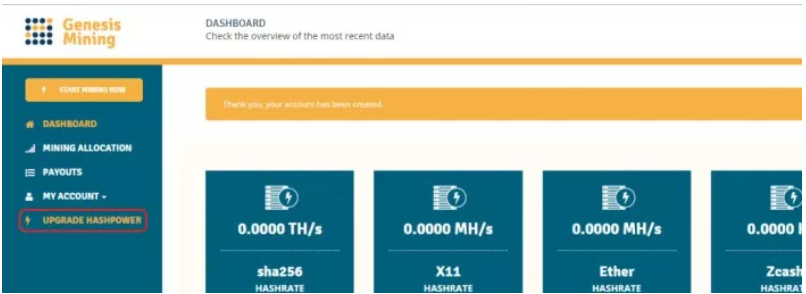 Genesis
Mining
DASHBOARD
Check the overview of the most recent data
START MINING NOW
Thank you, your account has been created.
DASHBOARD
MINING ALLOCATION
PAYOUTS
MY ACCOUNT
UPGRADE HASHPOWER
0.0000 TH/s
0.0000 MH/s
0.0000 MH/s
0.0000
sha256
X11
Ether
Zcash
HASHRATE
HASHRATE
HASHRATE
HASHRAT